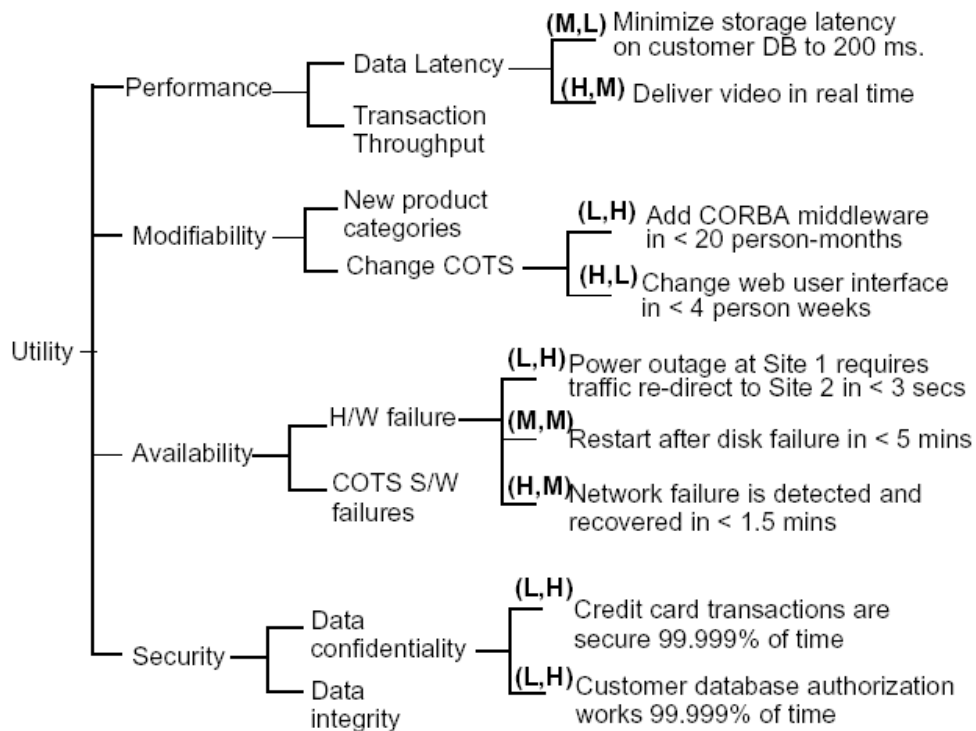 (M,L) Minimize storage latency
on customer DB to 200 ms.
Data Latency
Performance
(H,M) Deliver video in real time
Transaction
Throughput
New product
categories
(L,H) Add CORBA middleware
in < 20 person-months
Modifiability
Change COTS
(H,L) Change web user interface
in < 4 person weeks
Utility
(L,H) Power outage at Site 1 requires
traffic re-direct to Site 2 in < 3 secs
H/W failure
(M,M) Restart after disk failure in < 5 mins
Availability
COTS S/W
failures
(H,M) Network failure is detected and
recovered in < 1.5 mins
(L,H) Credit card transactions are
secure 99.999% of time
Data
confidentiality
Security
Data
integrity
(L,H) Customer database authorization
works 99.999% of time